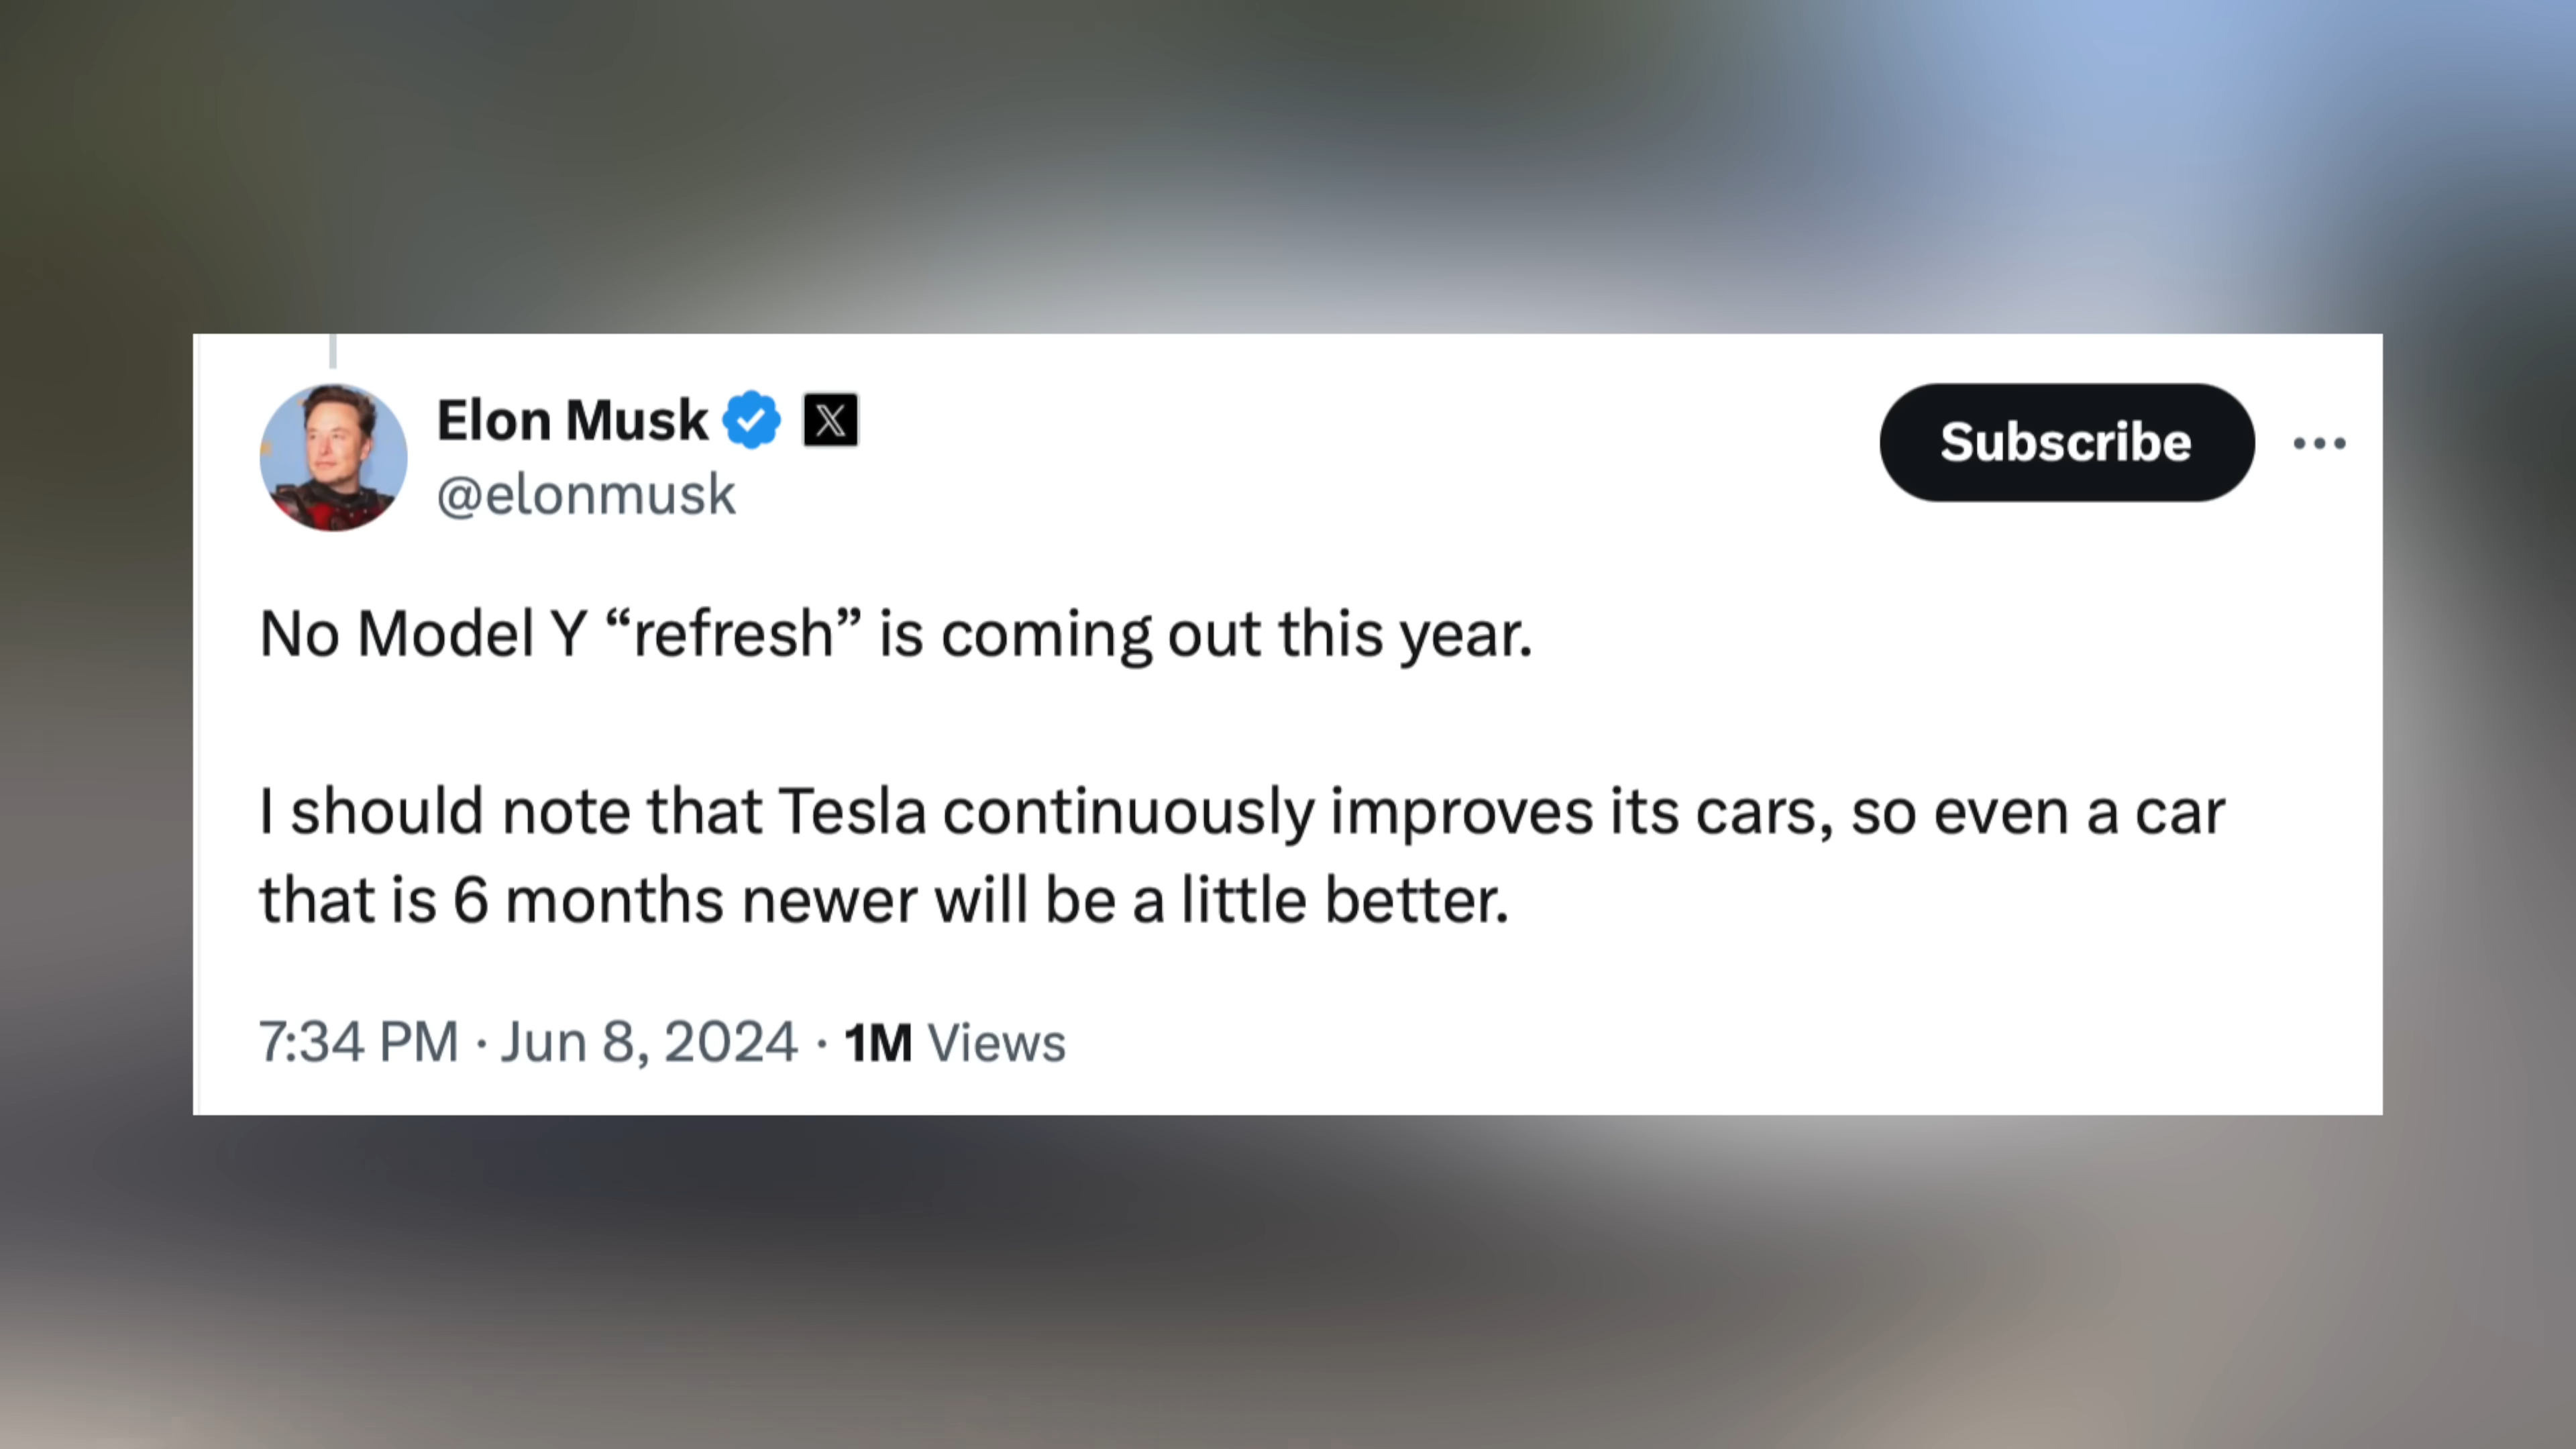 Elon Musk
@elonmusk
Subscribe
No Model Y “refresh” is coming out this year.
I should note that Tesla continuously improves its cars, so even a car
that is 6 months newer will be a little better.
7:34 PM · Jun 8, 2024 · 1M Views